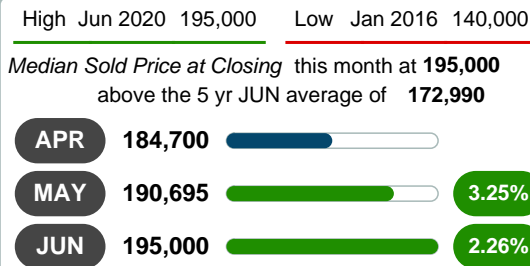 High Jun 2020 195,000 Low Jan 2016 140,000
Median Sold Price at Closing this month at 195,000
above the 5 yr JUN average of 172,990
APR 184,700
MAY 190,695 3.25%
JUN 195,000 2.26%